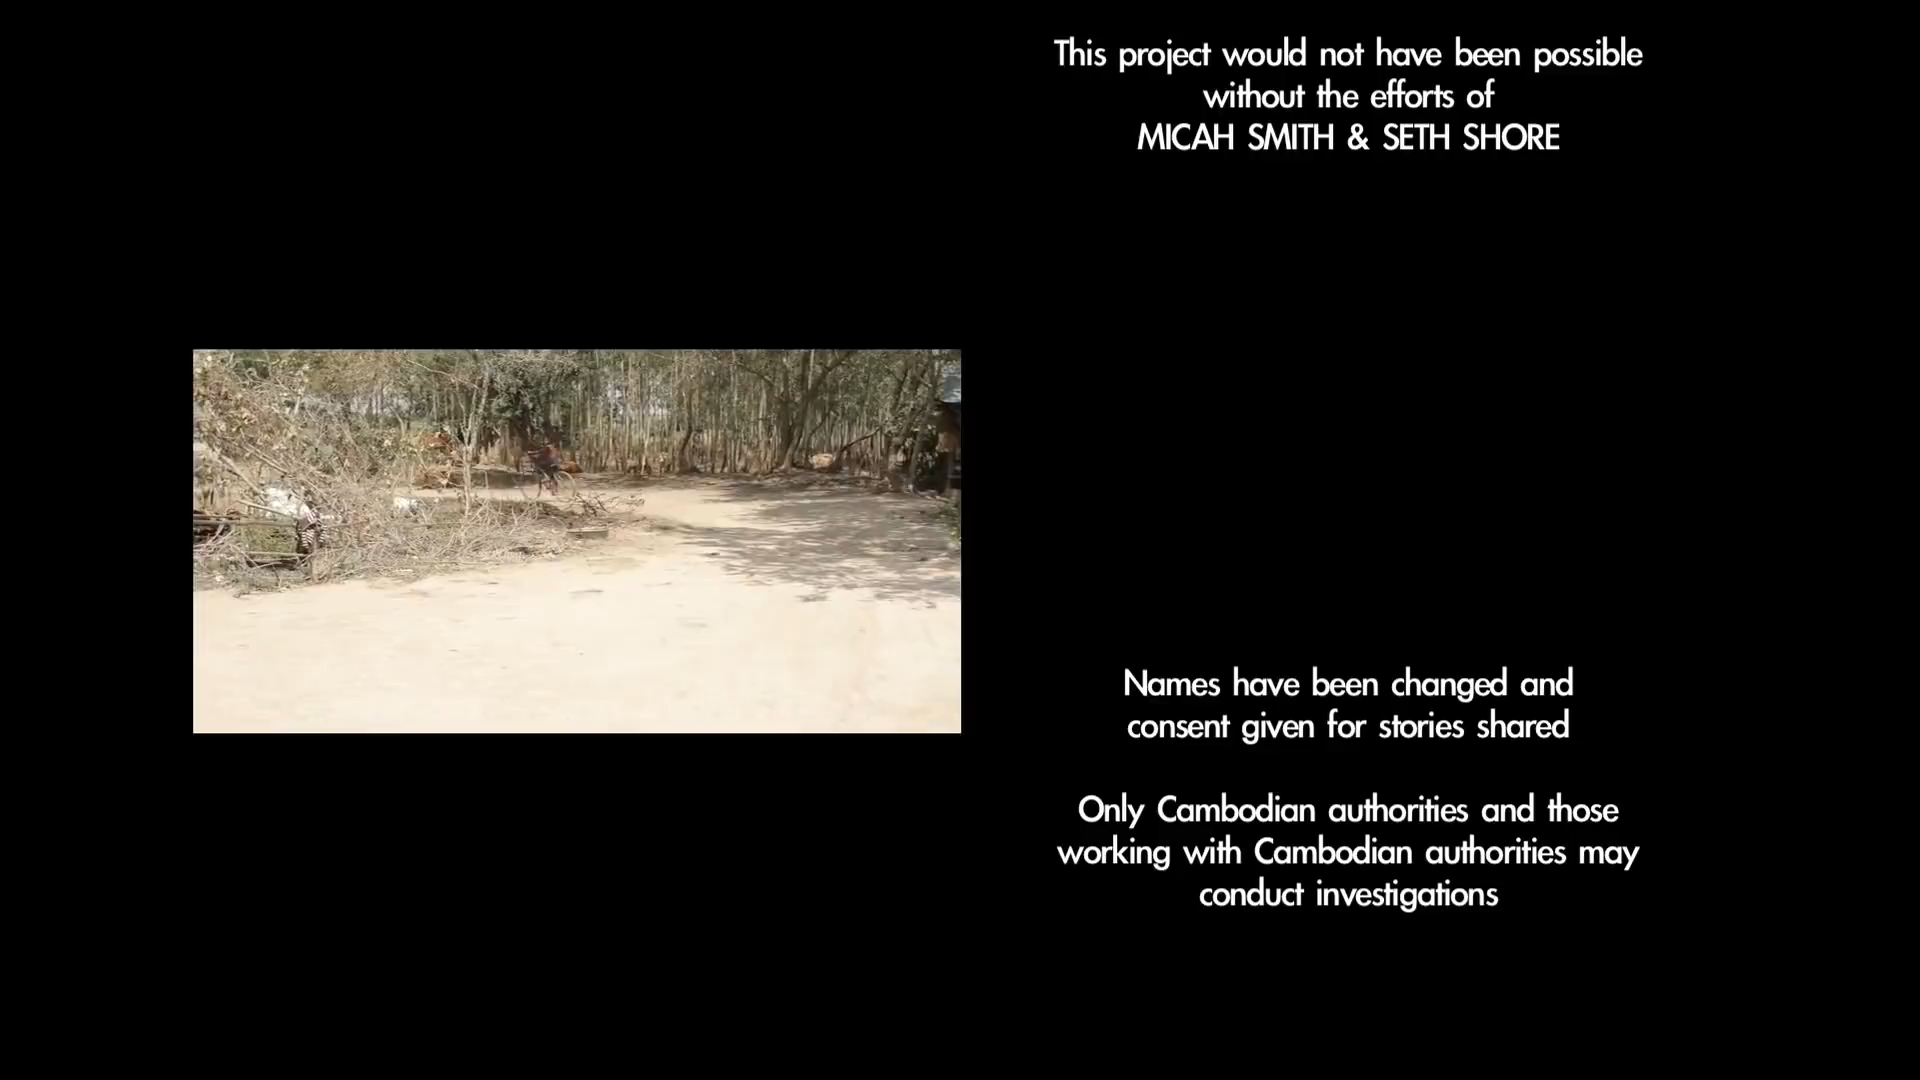 This project would not have been possible
without the efforts of
MICAH SMITH & SETH SHORE
Names have been changed and
consent given for stories shared
Only Cambodian authorities and those
working with Cambodian authorities may
conduct investigations